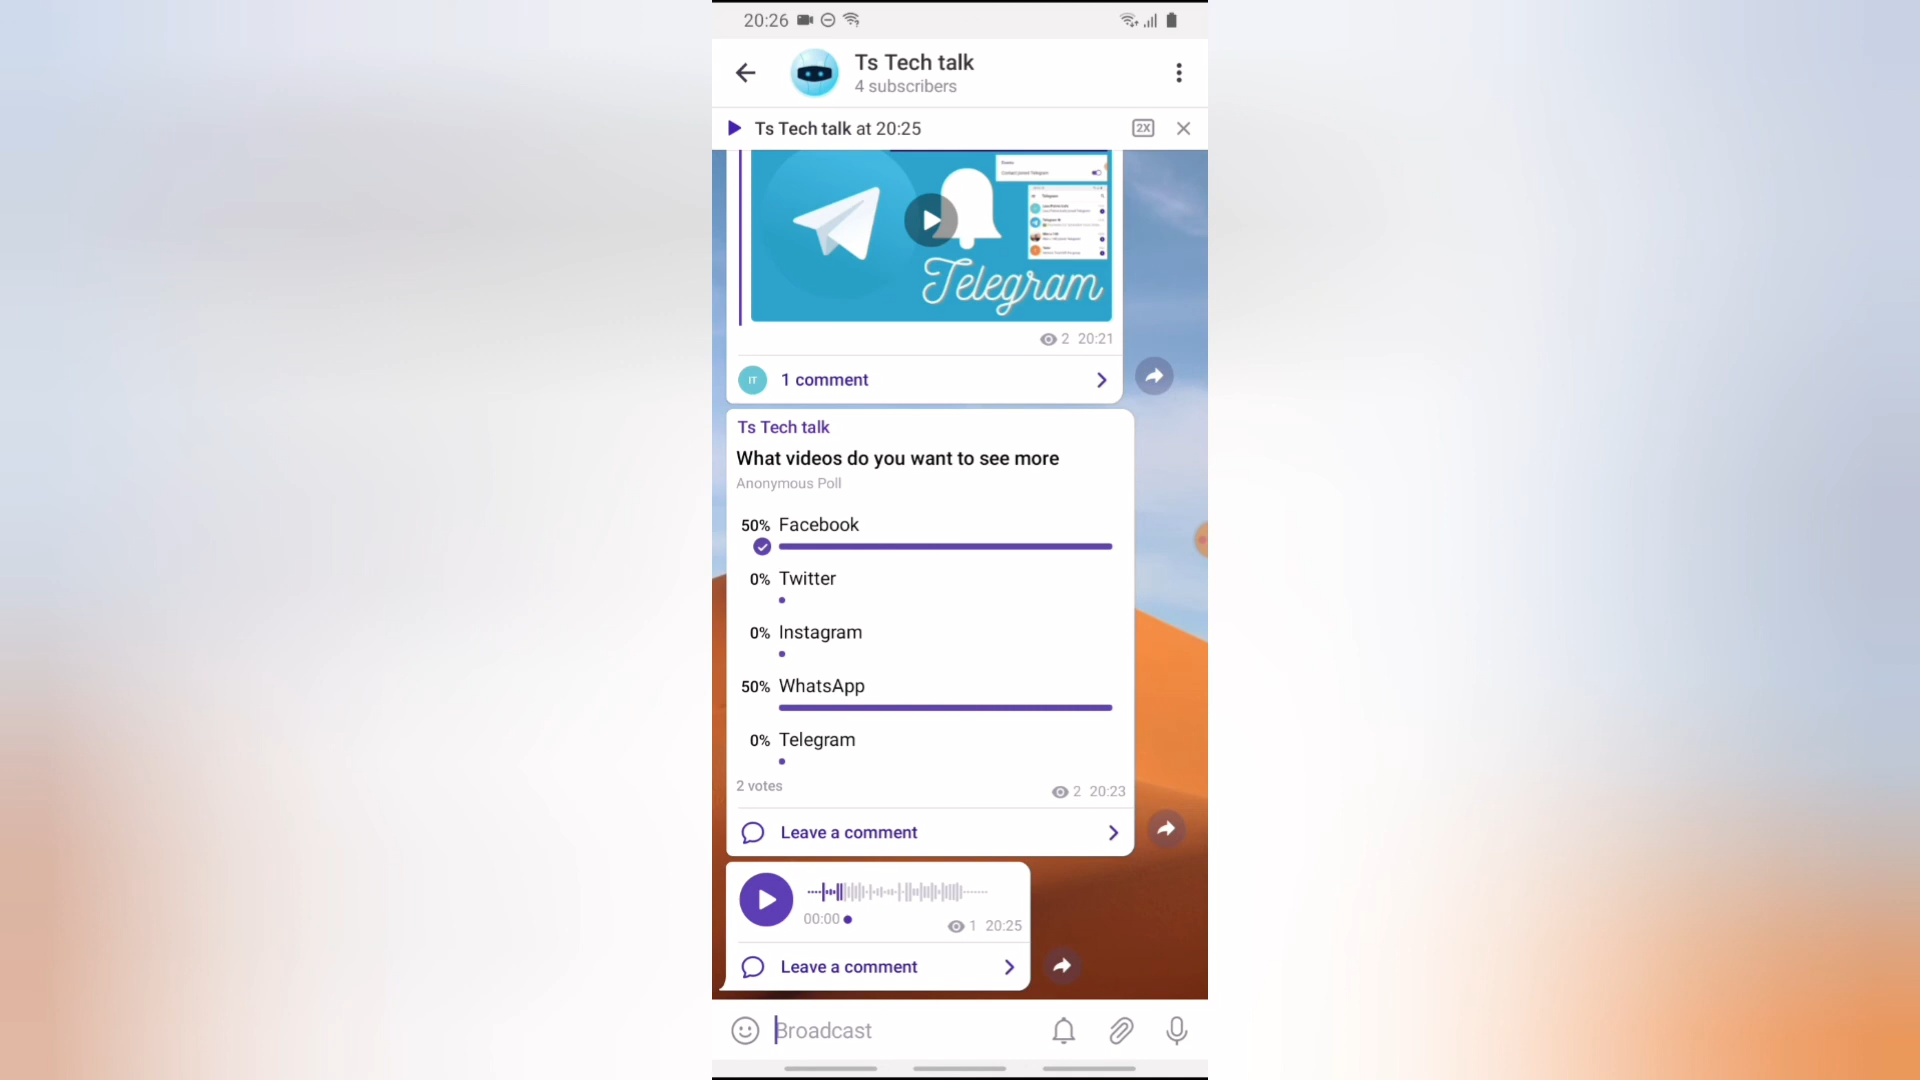 20:26
Ts Tech talk
4 subscribers
Ts Tech talk at 20:25
2X
Telegram
2 20:21
IT
1 comment
Ts Tech talk
What videos do you want to see more
Anonymous Poll
50% Facebook
0% Twitter
0% Instagram
50% WhatsApp
0% Telegram
2 votes
2 20:23
Leave a comment
00:00
1 20:25
Leave a comment
Broadcast